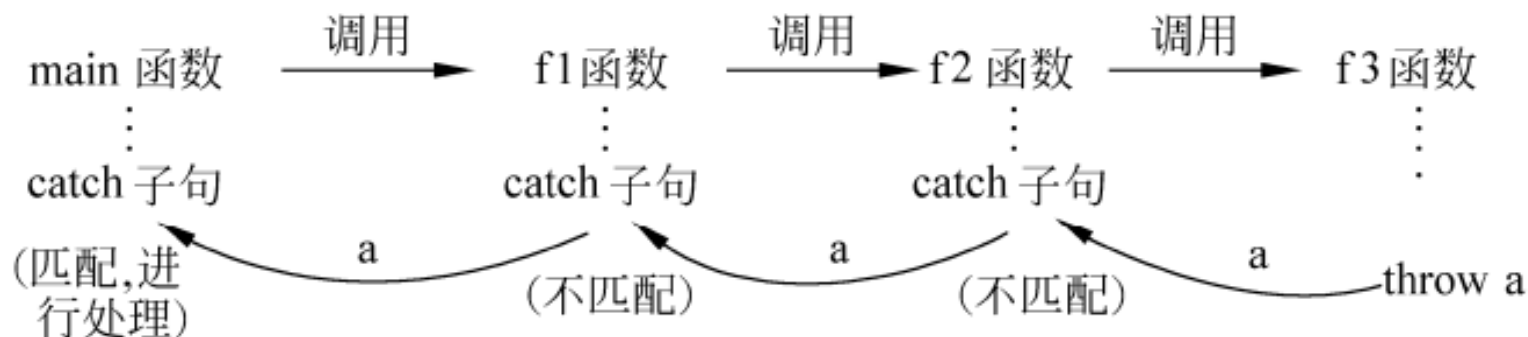 调用 调用 调用
main 函数 f1函数 f2 函数 f3函数
catch 子句 catch 子句 catch 子句
a a a
(匹配,进
行处理) (不匹配) (不匹配) throw a